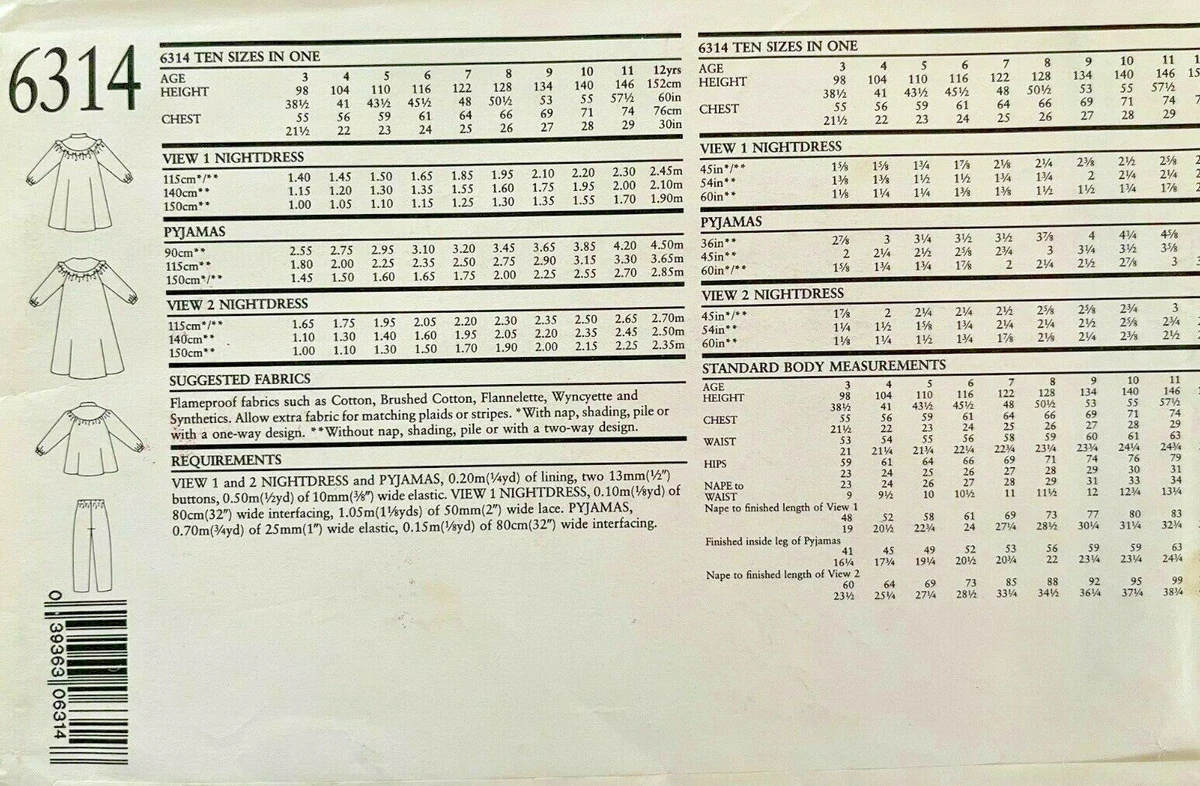 6314
6314 TEN SIZES IN ONE
AGE 3 4 5 6 7 8 9 10 11 12yrs
HEIGHT 98 104 110 116 122 128 134 140 146 152cm
38½ 41 43½ 45½ 48 50½ 53 55 57½ 60in
CHEST 55 56 59 61 64 66 69 71 74 76cm
21½ 22 23 24 25 26 27 28 29 30in
VIEW 1 NIGHTDRESS
115cm*/** 1.40 1.45 1.50 1.65 1.85 1.95 2.10 2.20 2.30 2.45m
140cm** 1.15 1.20 1.30 1.35 1.55 1.60 1.75 1.95 2.00 2.10m
150cm** 1.00 1.05 1.10 1.15 1.25 1.30 1.35 1.55 1.70 1.90m
PYJAMAS
90cm** 2.55 2.75 2.95 3.10 3.20 3.45 3.65 3.85 4.20 4.50m
115cm** 1.80 2.00 2.25 2.35 2.50 2.75 2.90 3.15 3.30 3.65m
150cm*/** 1.45 1.50 1.60 1.65 1.75 2.00 2.25 2.55 2.70 2.85m
VIEW 2 NIGHTDRESS
115cm*/** 1.65 1.75 1.95 2.05 2.20 2.30 2.35 2.50 2.65 2.70m
140cm** 1.10 1.30 1.40 1.60 1.95 2.05 2.20 2.35 2.45 2.50m
150cm** 1.00 1.10 1.30 1.50 1.70 1.90 2.00 2.15 2.25 2.35m
SUGGESTED FABRICS
Flameproof fabrics such as Cotton, Brushed Cotton, Flannelette, Wyncyette and
Synthetics. Allow extra fabric for matching plaids or stripes. *With nap, shading, pile or
with a one-way design. **Without nap, shading, pile or with a two-way design.
REQUIREMENTS
VIEW 1 and 2 NIGHTDRESS and PYJAMAS, 0.20m(¼yd) of lining, two 13mm(½")
buttons, 0.50m(½yd) of 10mm(⅜") wide elastic. VIEW 1 NIGHTDRESS, 0.10m(⅛yd) of
80cm(32") wide interfacing, 1.05m(1⅛yds) of 50mm(2") wide lace. PYJAMAS,
0.70m(¾yd) of 25mm(1") wide elastic, 0.15m(⅛yd) of 80cm(32") wide interfacing.
6314 TEN SIZES IN ONE
AGE 3 4 5 6 7 8 9 10 11
HEIGHT 98 104 110 116 122 128 134 140 146
38½ 41 43½ 45½ 48 50½ 53 55 57½
CHEST 55 56 59 61 64 66 69 71 74
21½ 22 23 24 25 26 27 28 29
VIEW 1 NIGHTDRESS
45in*/** 1⅝ 1⅝ 1¾ 1⅞ 2⅛ 2¼ 2⅜ 2½ 2⅝
54in** 1⅜ 1⅜ 1½ 1½ 1¾ 1¾ 2 2¼ 2¼
60in** 1⅛ 1¼ 1¼ 1⅜ 1⅜ 1½ 1½ 1¾ 1⅞
PYJAMAS
36in** 2⅞ 3 3¼ 3½ 3½ 3⅞ 4 4¼ 4⅝
45in** 2 2¼ 2½ 2⅝ 2¾ 3 3¼ 3½ 3⅝
60in*/** 1⅝ 1¾ 1¾ 1⅞ 2 2¼ 2½ 2⅞ 3
VIEW 2 NIGHTDRESS
45in*/** 1⅞ 2 2¼ 2¼ 2½ 2⅝ 2⅝ 2¾ 3
54in** 1¼ 1½ 1⅝ 1¾ 2¼ 2¼ 2½ 2⅝ 2¾
60in** 1⅛ 1¼ 1½ 1¾ 1⅞ 2⅛ 2¼ 2⅜ 2½
STANDARD BODY MEASUREMENTS
AGE 3 4 5 6 7 8 9 10 11
HEIGHT 98 104 110 116 122 128 134 140 146
38½ 41 43½ 45½ 48 50½ 53 55 57½
CHEST 55 56 59 61 64 66 69 71 74
21½ 22 23 24 25 26 27 28 29
WAIST 53 54 55 56 58 59 60 61 63
21 21¼ 21¾ 22¼ 22¾ 23¼ 23¾ 24¼ 24¾
HIPS 59 61 64 66 69 71 74 76 79
23 24 25 26 27 28 29 30 31
NAPE to 23 24 26 27 28 29 31 33 34
WAIST 9 9½ 10 10½ 11 11½ 12 12¾ 13¼
Nape to finished length of View 1
48 52 58 61 69 73 77 80 83
19 20½ 22¾ 24 27¼ 28½ 30¼ 31¼ 32¾
Finished inside leg of Pyjamas
41 45 49 52 53 56 59 59 63
16¼ 17¾ 19¼ 20½ 20¾ 22 23¼ 23¼ 24¾
Nape to finished length of View 2
60 64 69 73 85 88 92 95 99
23½ 25¼ 27¼ 28½ 33¼ 34½ 36¼ 37¼ 38¾
0 39363 06314